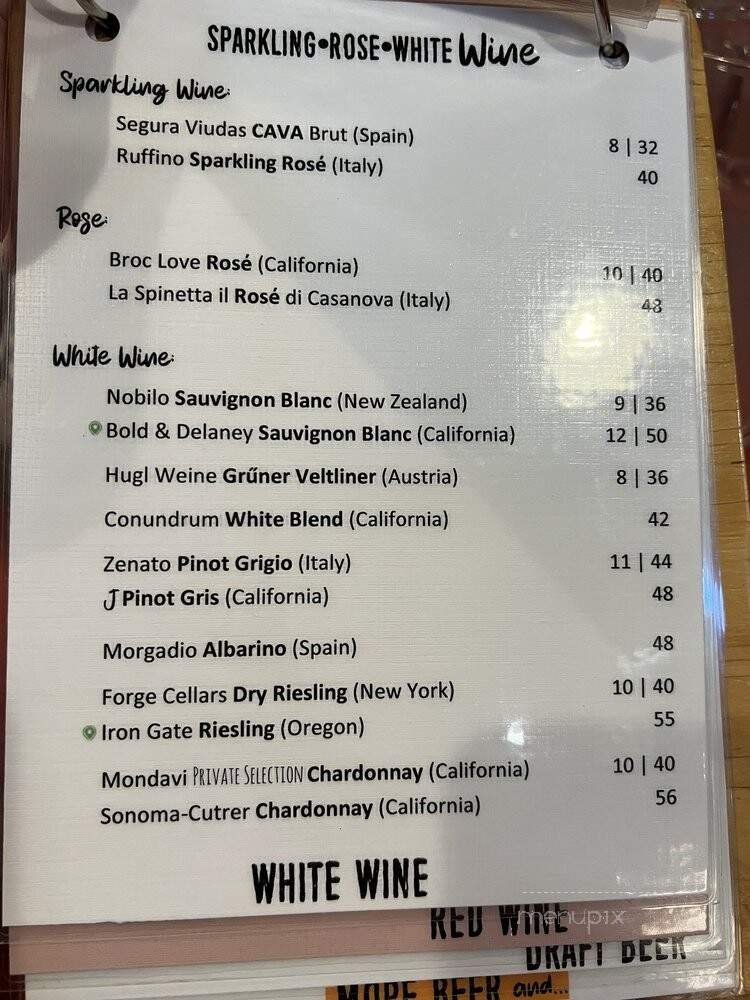 SPARKLING•ROSE•WHITE Wine
Sparkling Wine:
Segura Viudas CAVA Brut (Spain) 8 | 32
Ruffino Sparkling Rosé (Italy) 40
Rose:
Broc Love Rosé (California) 10 | 40
La Spinetta il Rosé di Casanova (Italy) 48
White Wine:
Nobilo Sauvignon Blanc (New Zealand) 9 | 36
Bold & Delaney Sauvignon Blanc (California) 12 | 50
Hugl Weine Grűner Veltliner (Austria) 8 | 36
Conundrum White Blend (California) 42
Zenato Pinot Grigio (Italy) 11 | 44
J Pinot Gris (California) 48
Morgadio Albarino (Spain) 48
Forge Cellars Dry Riesling (New York) 10 | 40
Iron Gate Riesling (Oregon) 55
Mondavi PRIVATE SELECTION Chardonnay (California) 10 | 40
Sonoma-Cutrer Chardonnay (California) 56
WHITE WINE
RED WINE
menupix
DRAFT BEER
MORE BEER and...